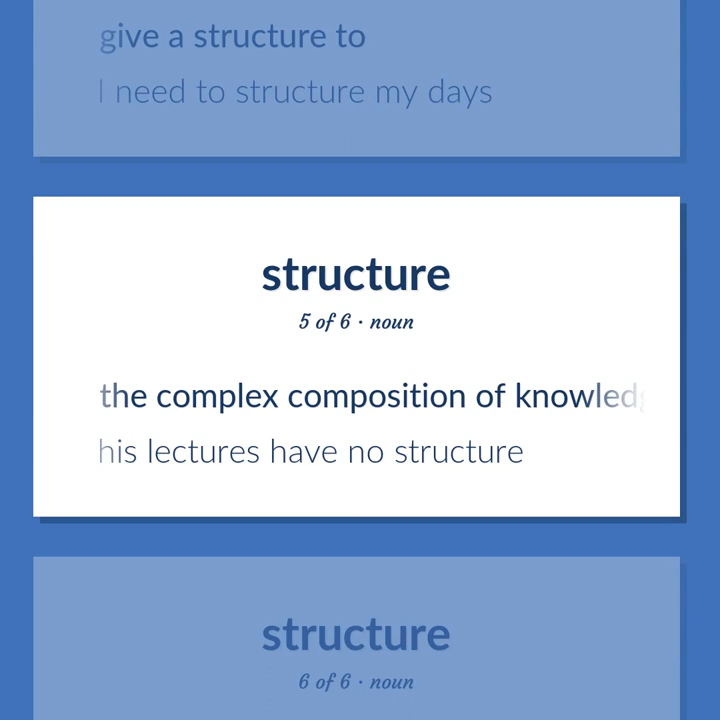 give a structure to
I need to structure my days
structure
5 of 6 · noun
the complex composition of
his lectures have no structure
structure
6 of 6 · noun